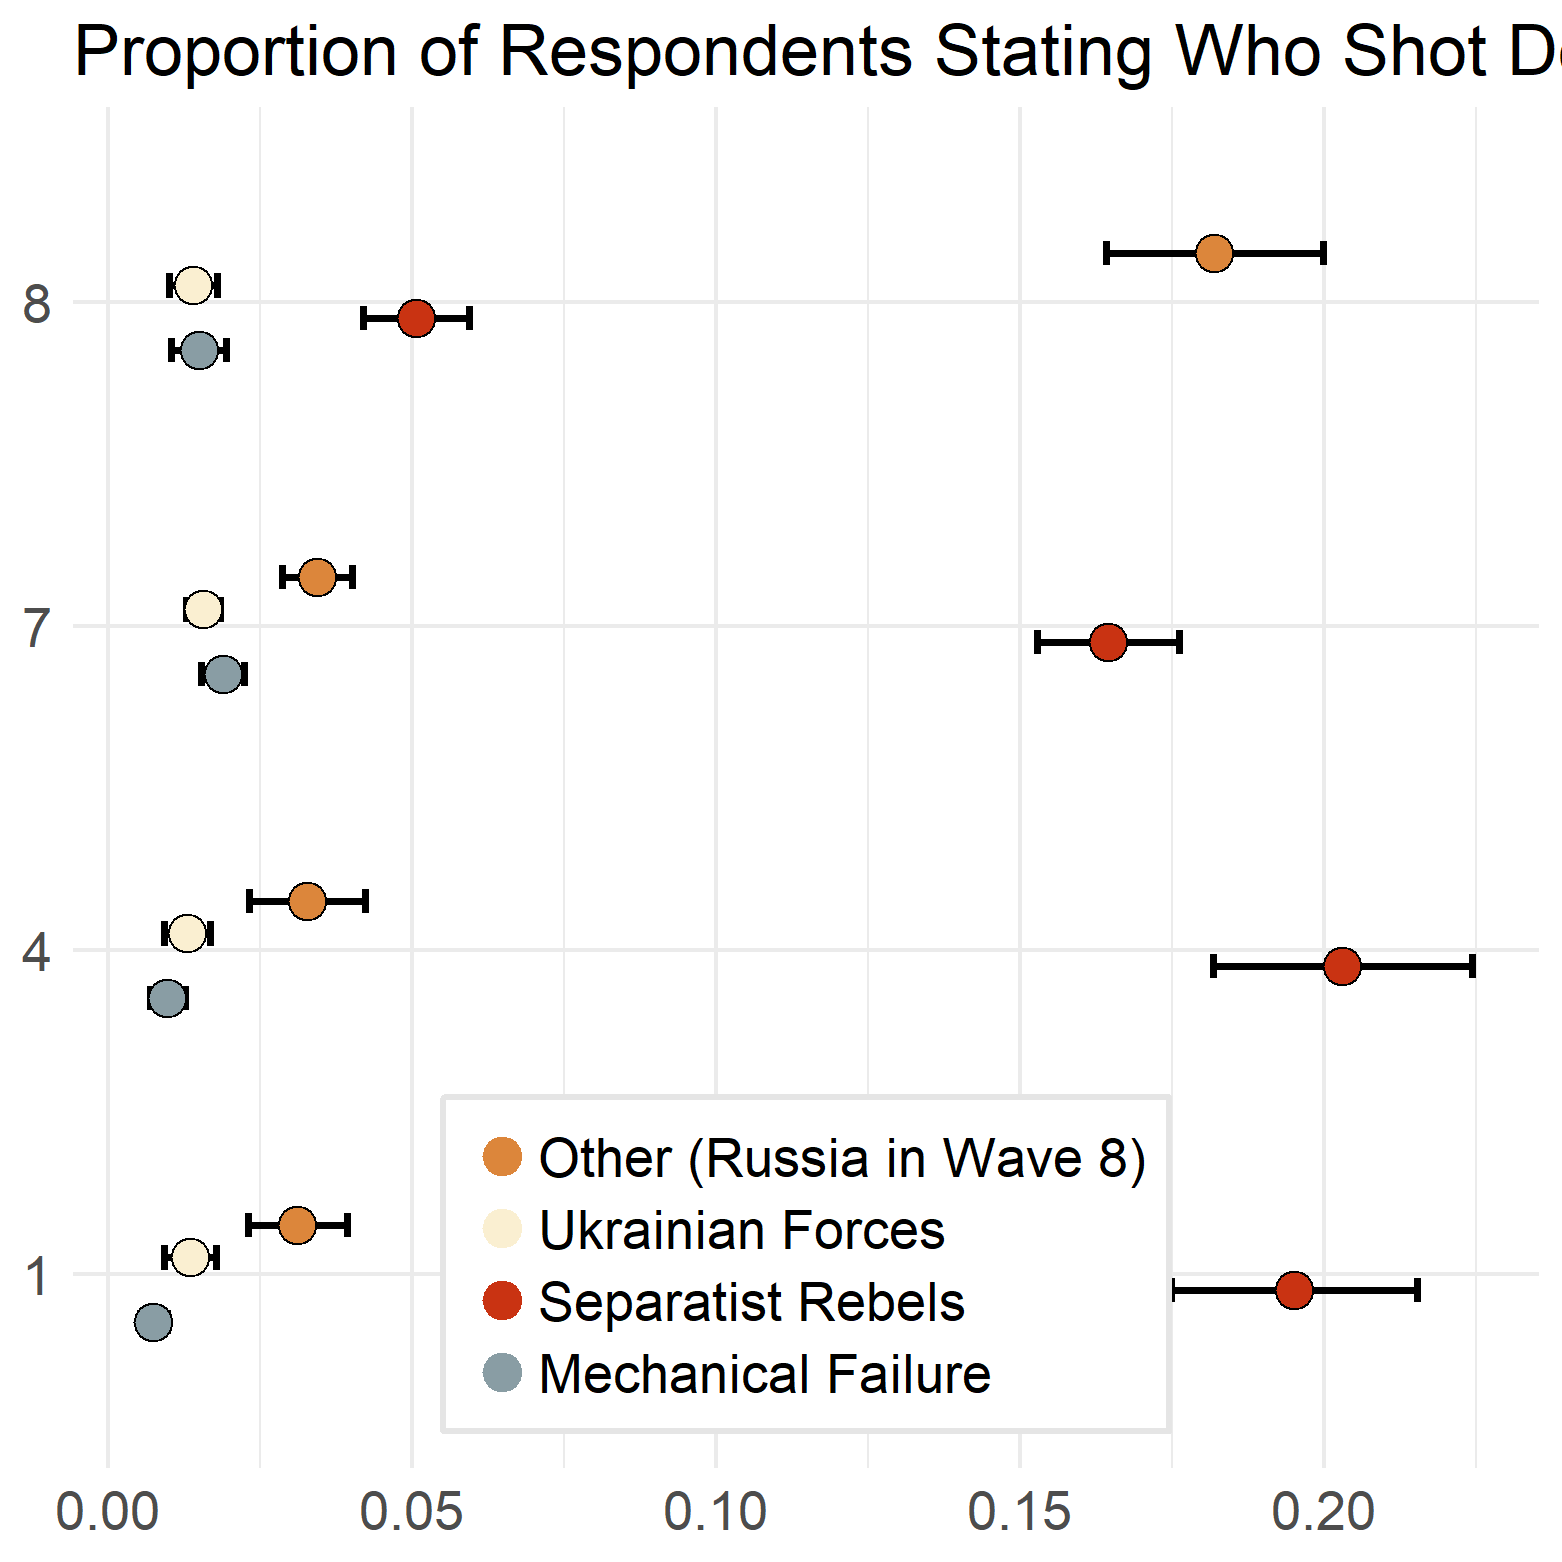 Proportion of Respondents Stating Who Shot
8
7
4
1
Other (Russia in Wave 8)
Ukrainian Forces
Separatist Rebels
Mechanical Failure
0.00 0.05 0.10 0.15 0.20